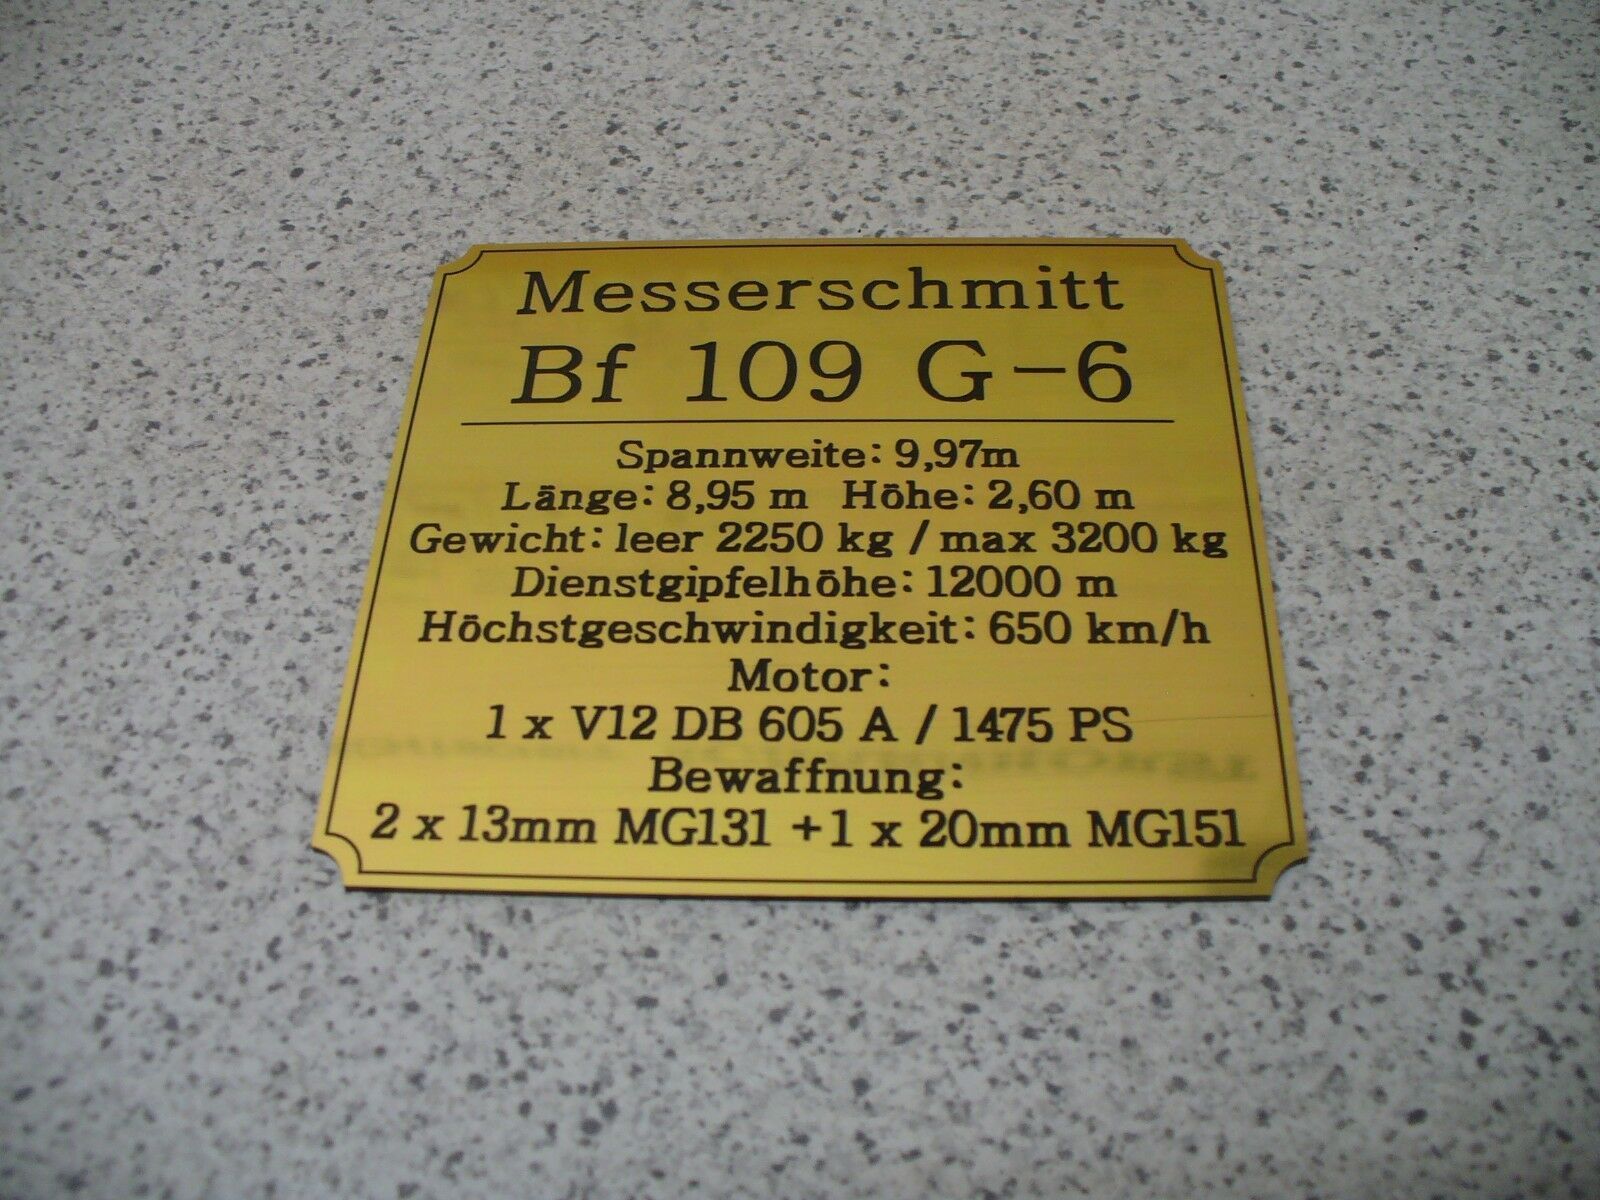 Messerschmitt
Bf 109 G-6
Spannweite: 9,97m
Länge: 8,95 m Höhe: 2,60 m
Gewicht: leer 2250 kg / max 3200 kg
Dienstgipfelhöhe: 12000 m
Höchstgeschwindigkeit: 650 km/h
Motor:
1 x V12 DB 605 A / 1475 PS
Bewaffnung:
2 x 13mm MG131 +1 x 20mm MG151